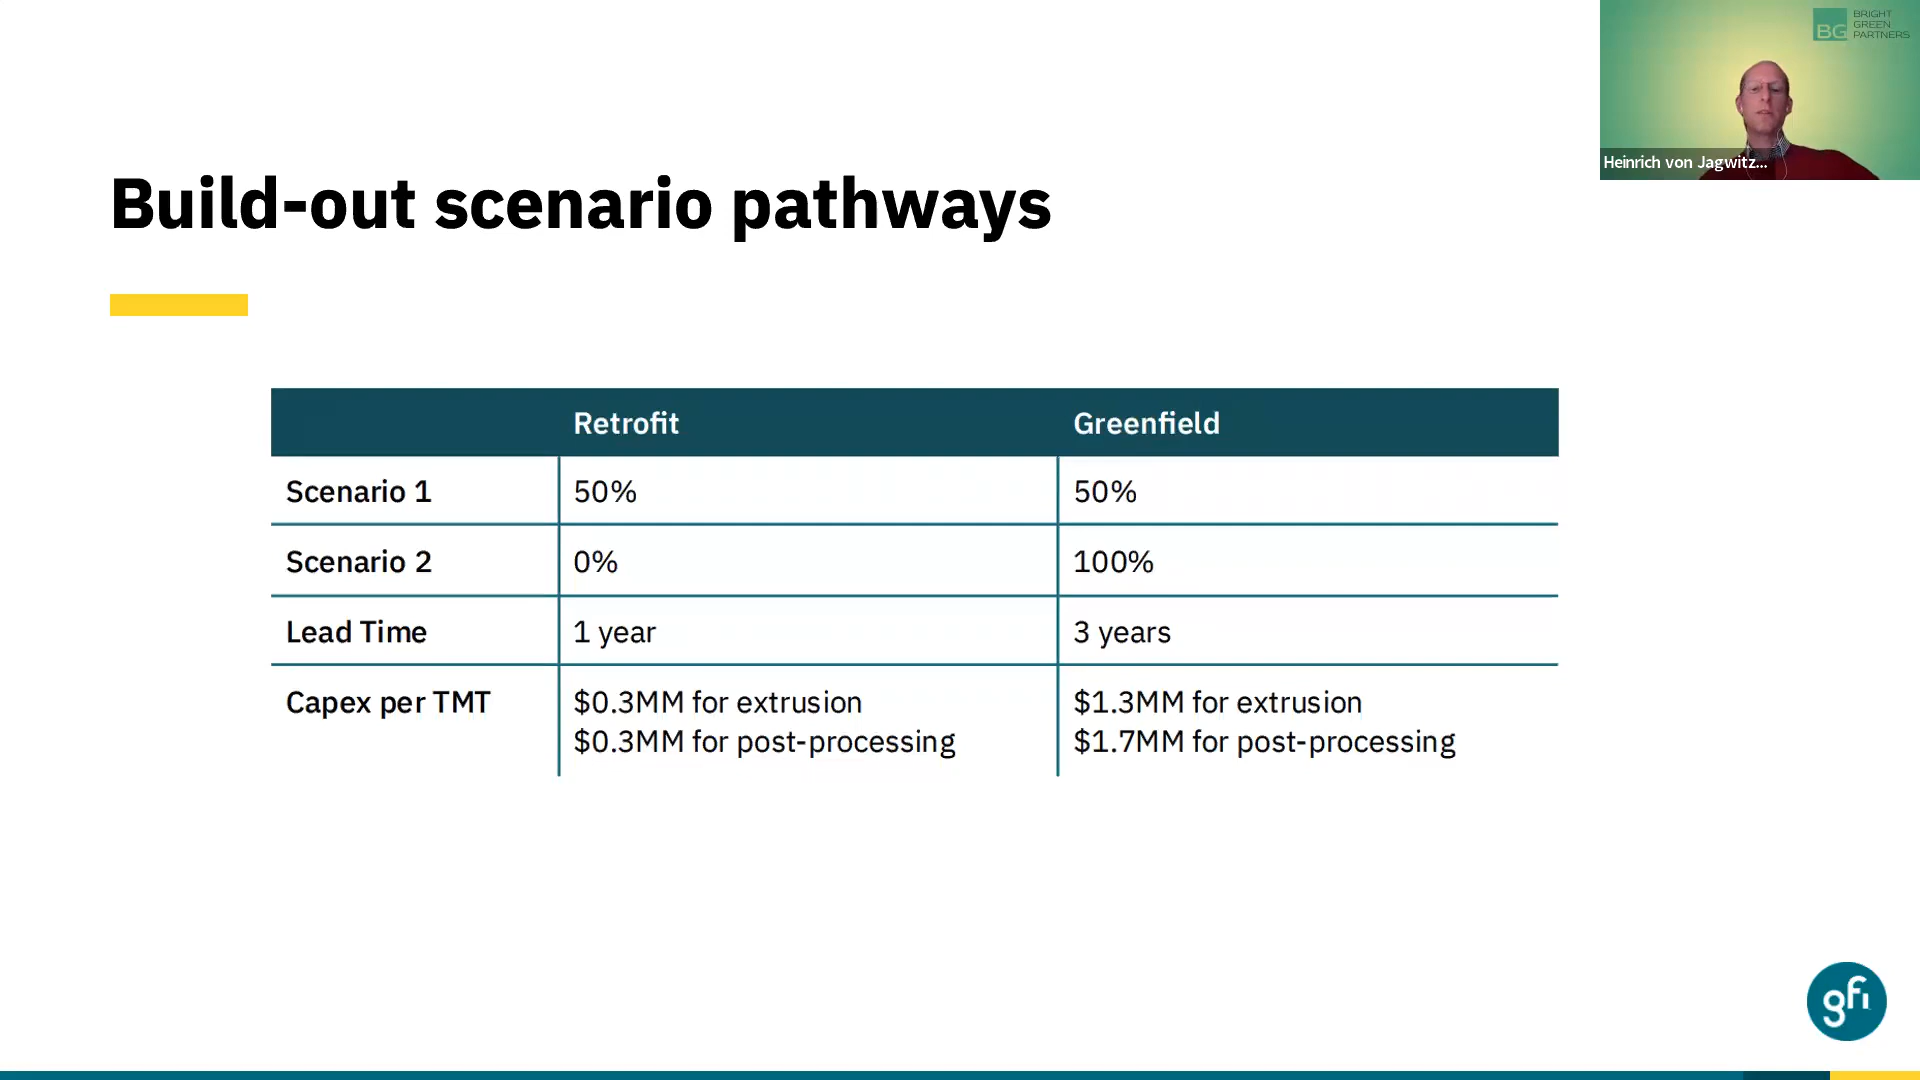 BG
BRIGHT
GREEN
PARTNERS
Heinrich von Jagwitz...
Build-out scenario pathways
Retrofit
Greenfield
Scenario 1
50%
50%
Scenario 2
0%
100%
Lead Time
1 year
3 years
Capex per TMT
$0.3MM for extrusion
$0.3MM for post-processing
$1.3MM for extrusion
$1.7MM for post-processing
gfi